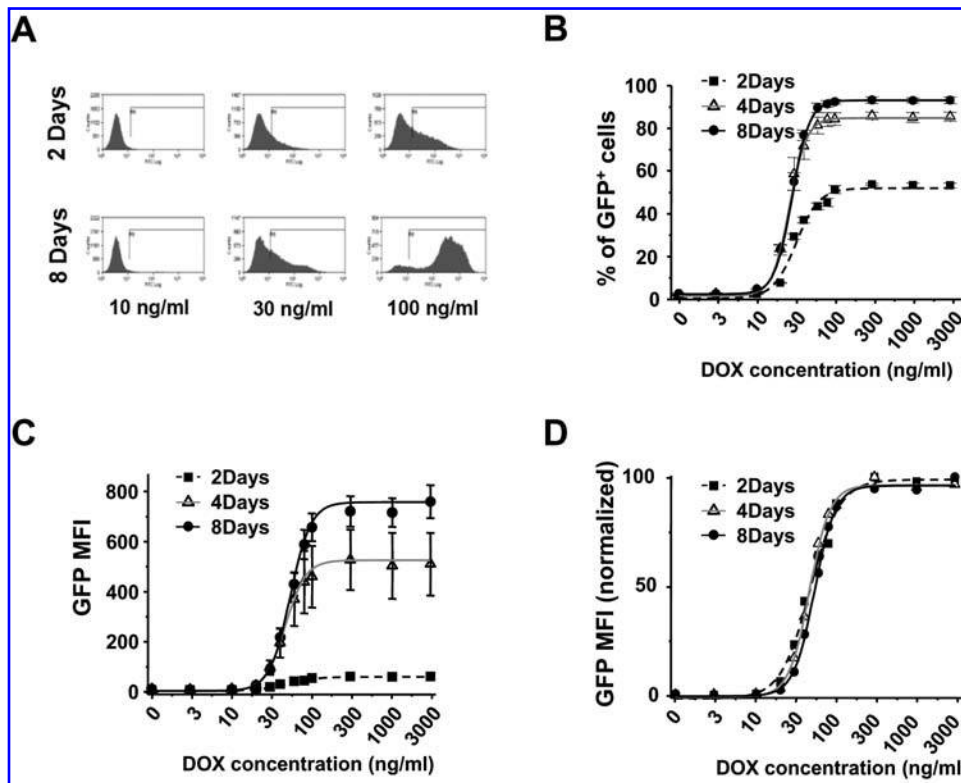 A
2 Days
8 Days
10 ng/ml
30 ng/ml
100 ng/ml
B
2Days
4Days
8Days
% of GFP+ cells
100
80
60
40
20
0
0 3 10 30 100 300 1000 3000
DOX concentration (ng/ml)
C
2Days
4Days
8Days
GFP MFI
800
600
400
200
0
0 3 10 30 100 300 1000 3000
DOX concentration (ng/ml)
D
2Days
4Days
8Days
GFP MFI (normalized)
100
50
0
0 3 10 30 100 300 1000 3000
DOX concentration (ng/ml